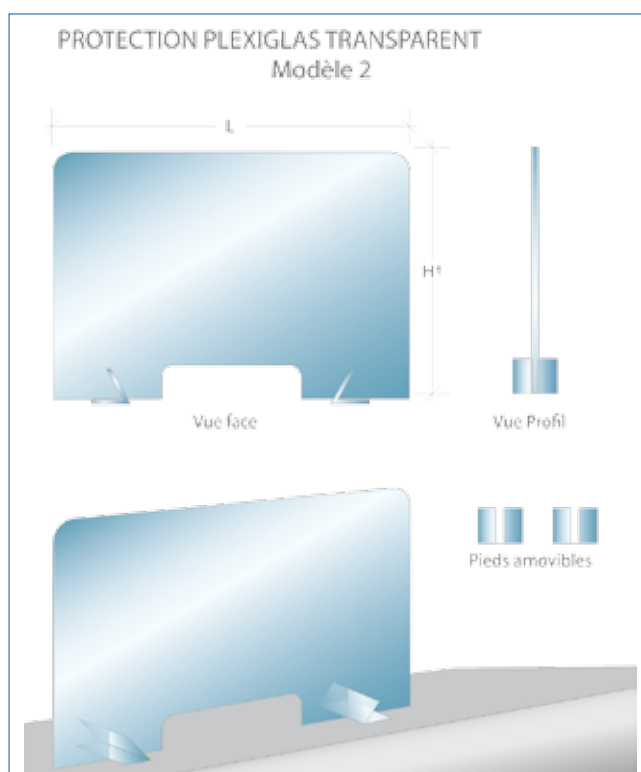 PROTECTION PLEXIGLAS TRANSPARENT
Modèle 2
L
H
Vue face
Vue Profil
Pieds amovibles